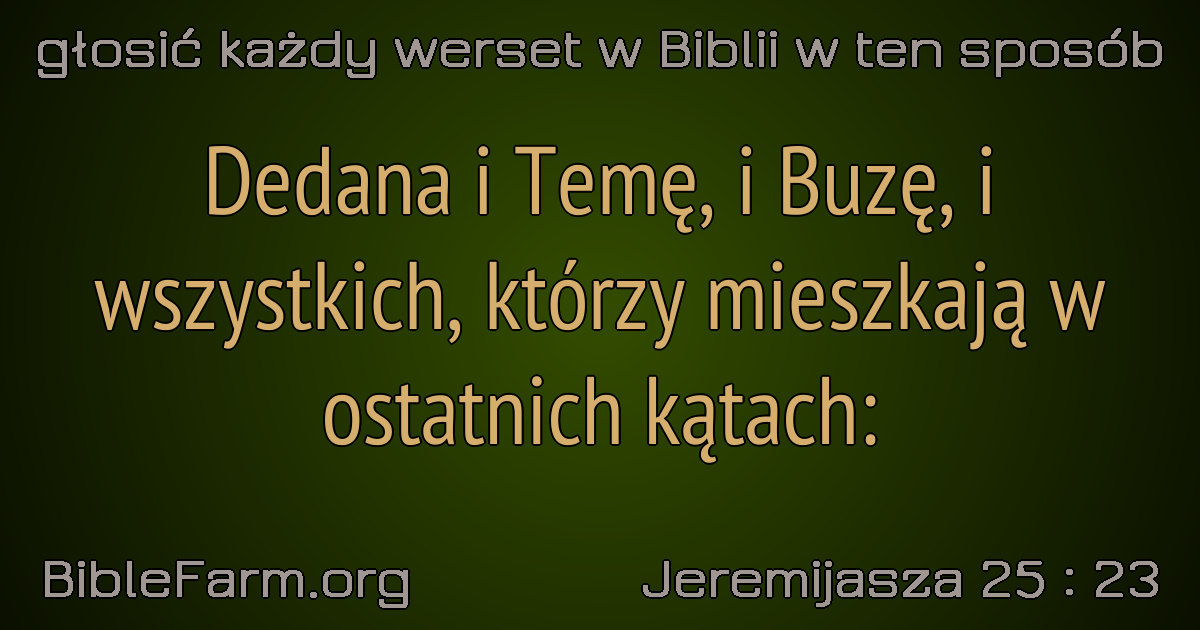 głosić każdy werset w Biblii w ten sposób
Dedana i Temę, i Buzę, i
wszystkich, którzy mieszkają w
ostatnich kątach:
BibleFarm.org
Jeremijasza 25 : 23